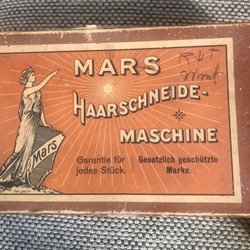 MARS
HAARSCHNEIDE-
MASCHINE
Mars
Garantie für
jedes Stück.
Gesetzlich geschützte
Marke.